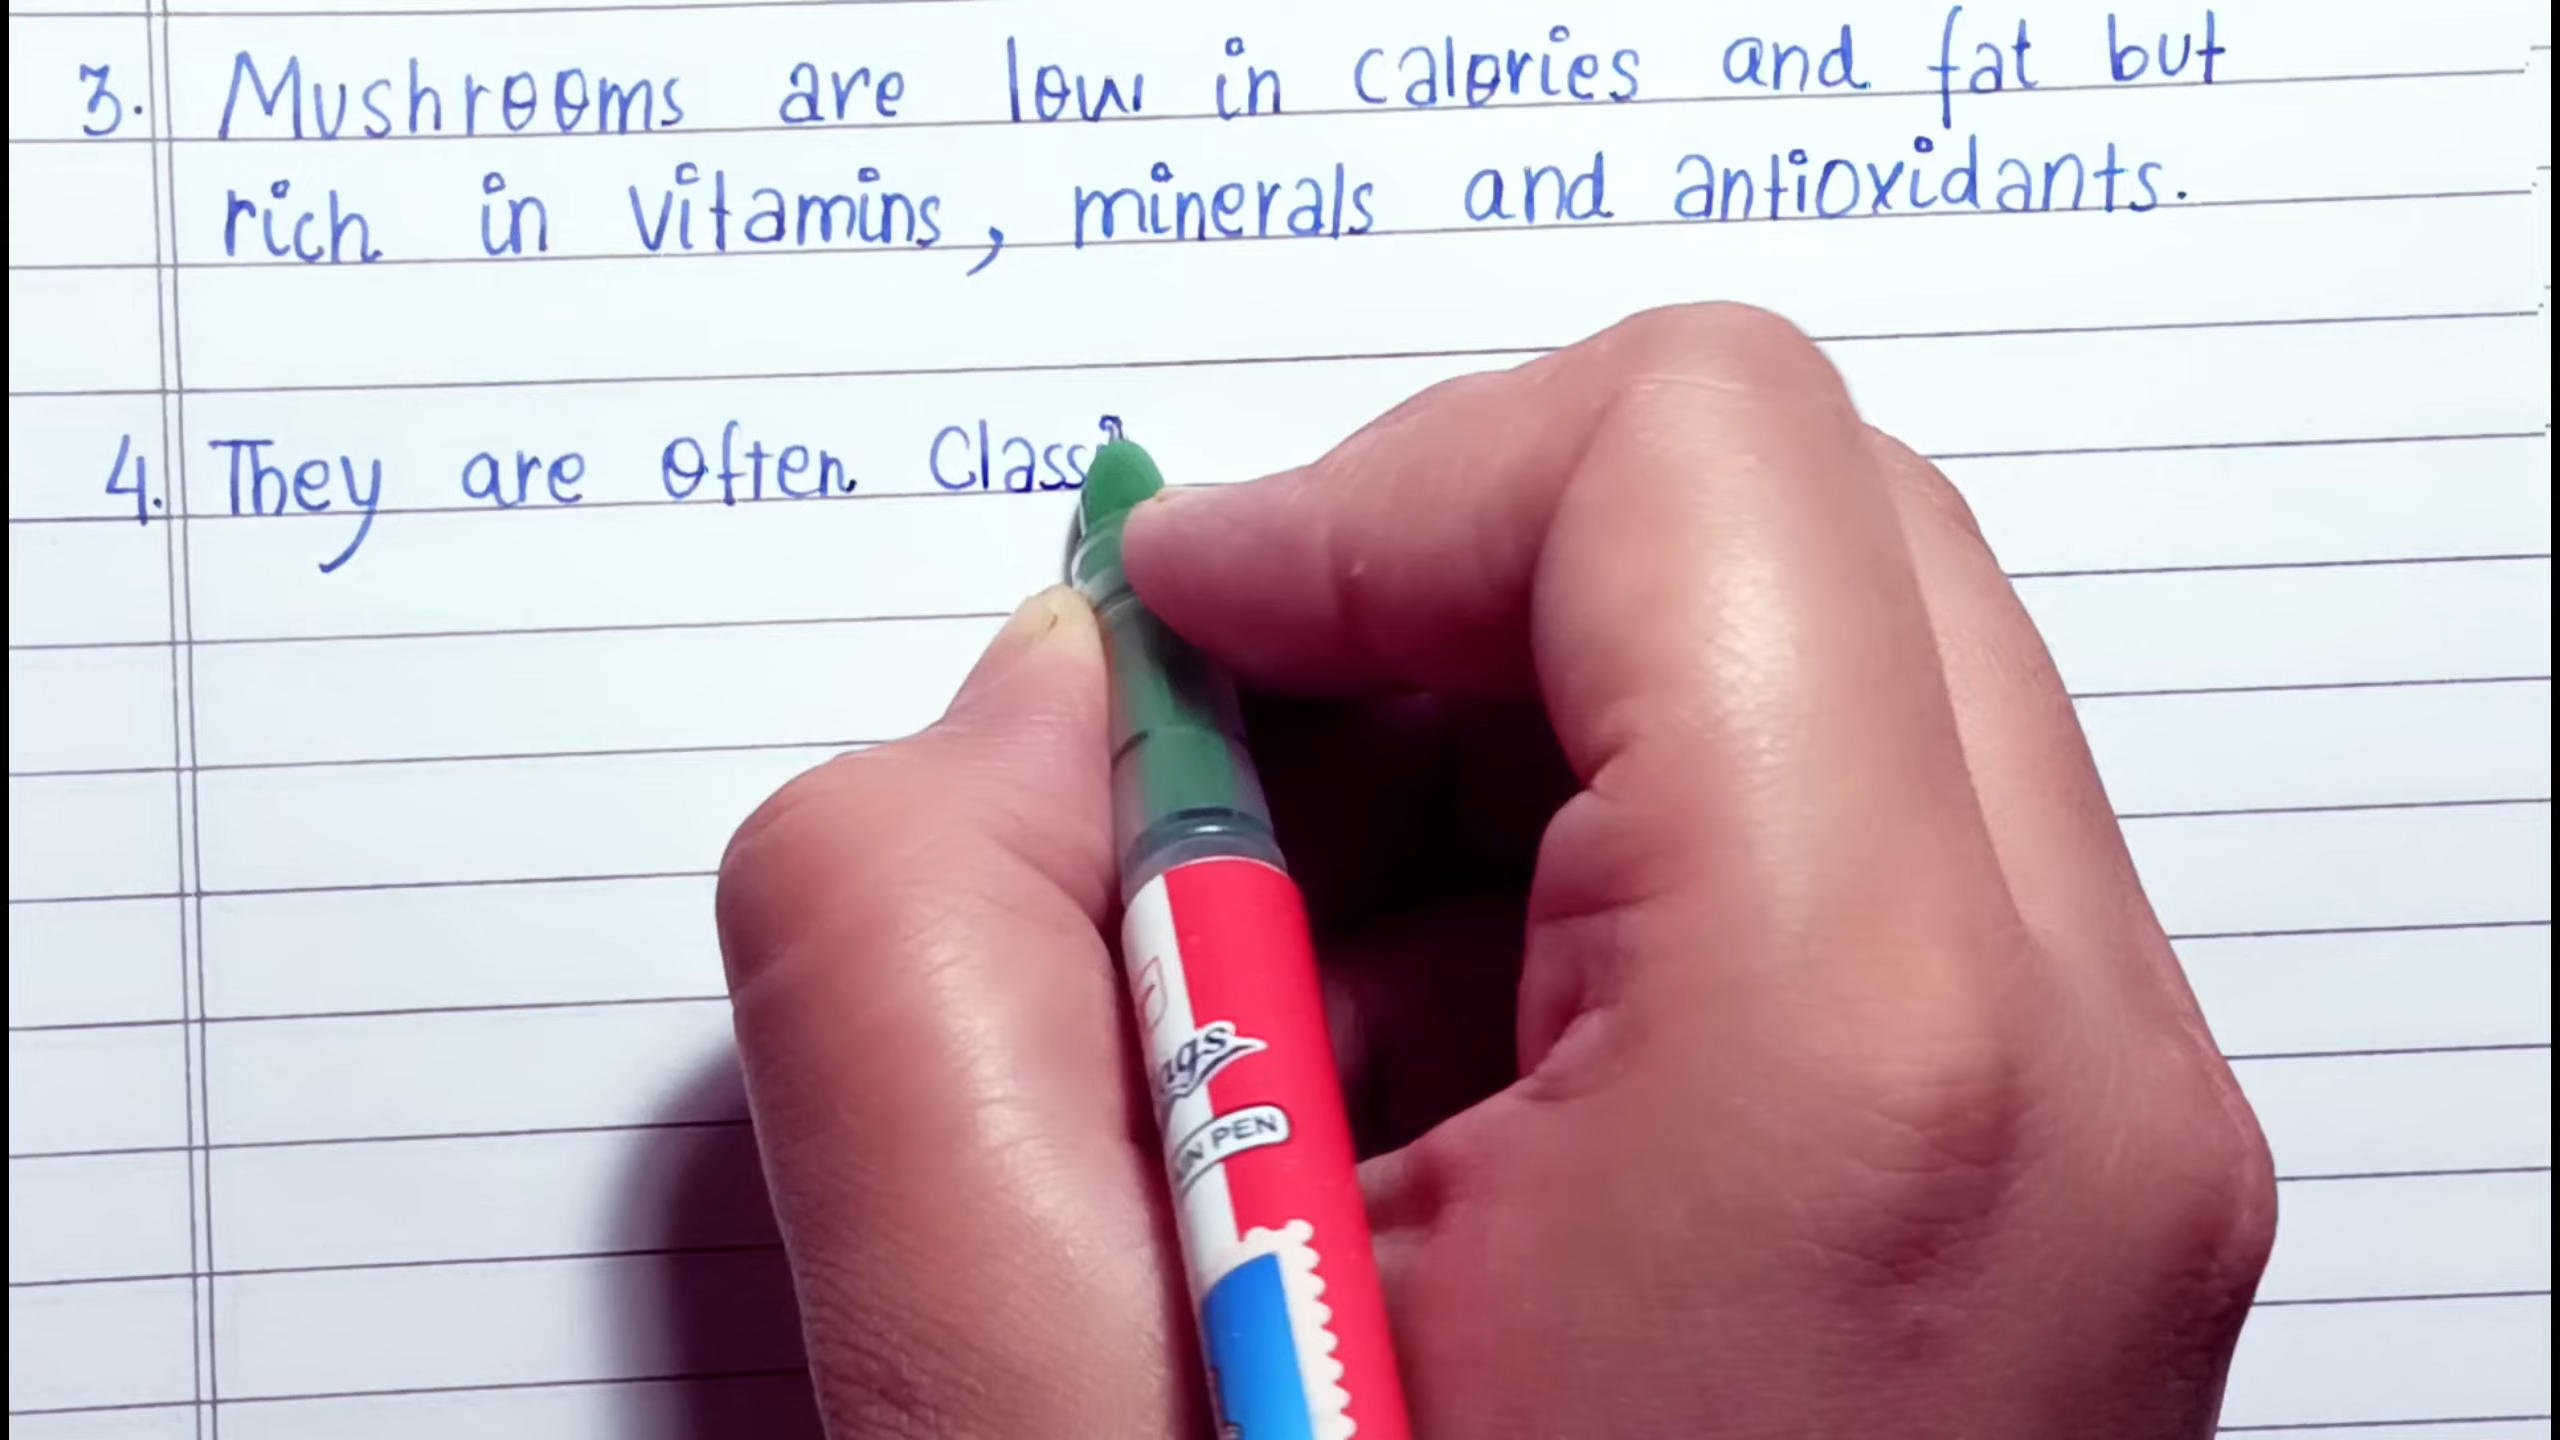 3. Mushrooms are low in calories and fat but
rich in vitamins, minerals and antioxidants.
4. They are often Class
PEN